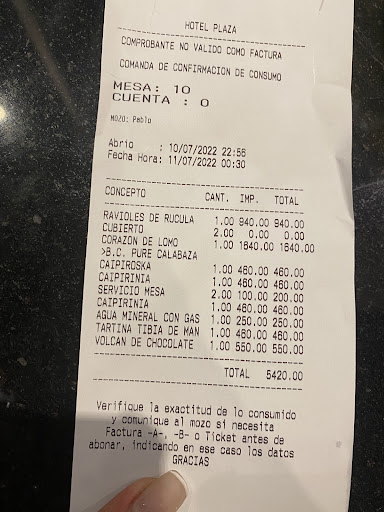 HOTEL PLAZA
COMPROBANTE NO VALIDO COMO FACTURA
COMANDA DE CONFIRMACION DE CONSUMO
MESA: 10
CUENTA : 0
MOZO: Pablo
Abrio : 10/07/2022 22:56
Fecha Hora: 11/07/2022 00:30
CONCEPTO CANT. IMP. TOTAL
RAVIOLES DE RUCULA 1.00 940.00 940.00
CUBIERTO 2.00 0.00 0.00
CORAZON DE LOMO 1.00 1640.00 1640.00
>B.C. PURE CALABAZA
CAIPIROSKA 1.00 460.00 460.00
CAIPIRINIA 1.00 460.00 460.00
SERVICIO MESA 2.00 100.00 200.00
CAIPIRINIA 1.00 460.00 460.00
AGUA MINERAL CON GAS 1.00 250.00 250.00
TARTINA TIBIA DE MAN 1.00 460.00 460.00
VOLCAN DE CHOCOLATE 1.00 550.00 550.00
TOTAL 5420.00
Verifique la exactitud de lo consumido
y comunique al mozo si necesita
Factura -A-, -B- o Ticket antes de
abonar, indicando en ese caso los datos
GRACIAS